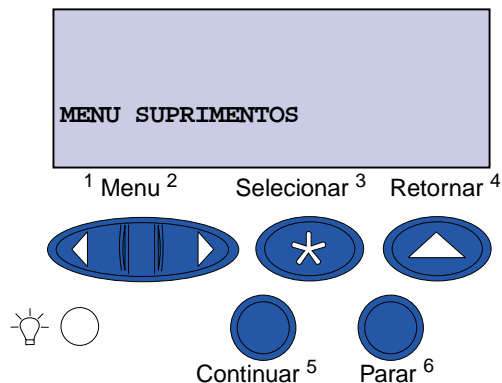 MENU SUPRIMENTOS
1 Menu 2 Selecionar 3 Retornar 4
Continuar 5 Parar 6